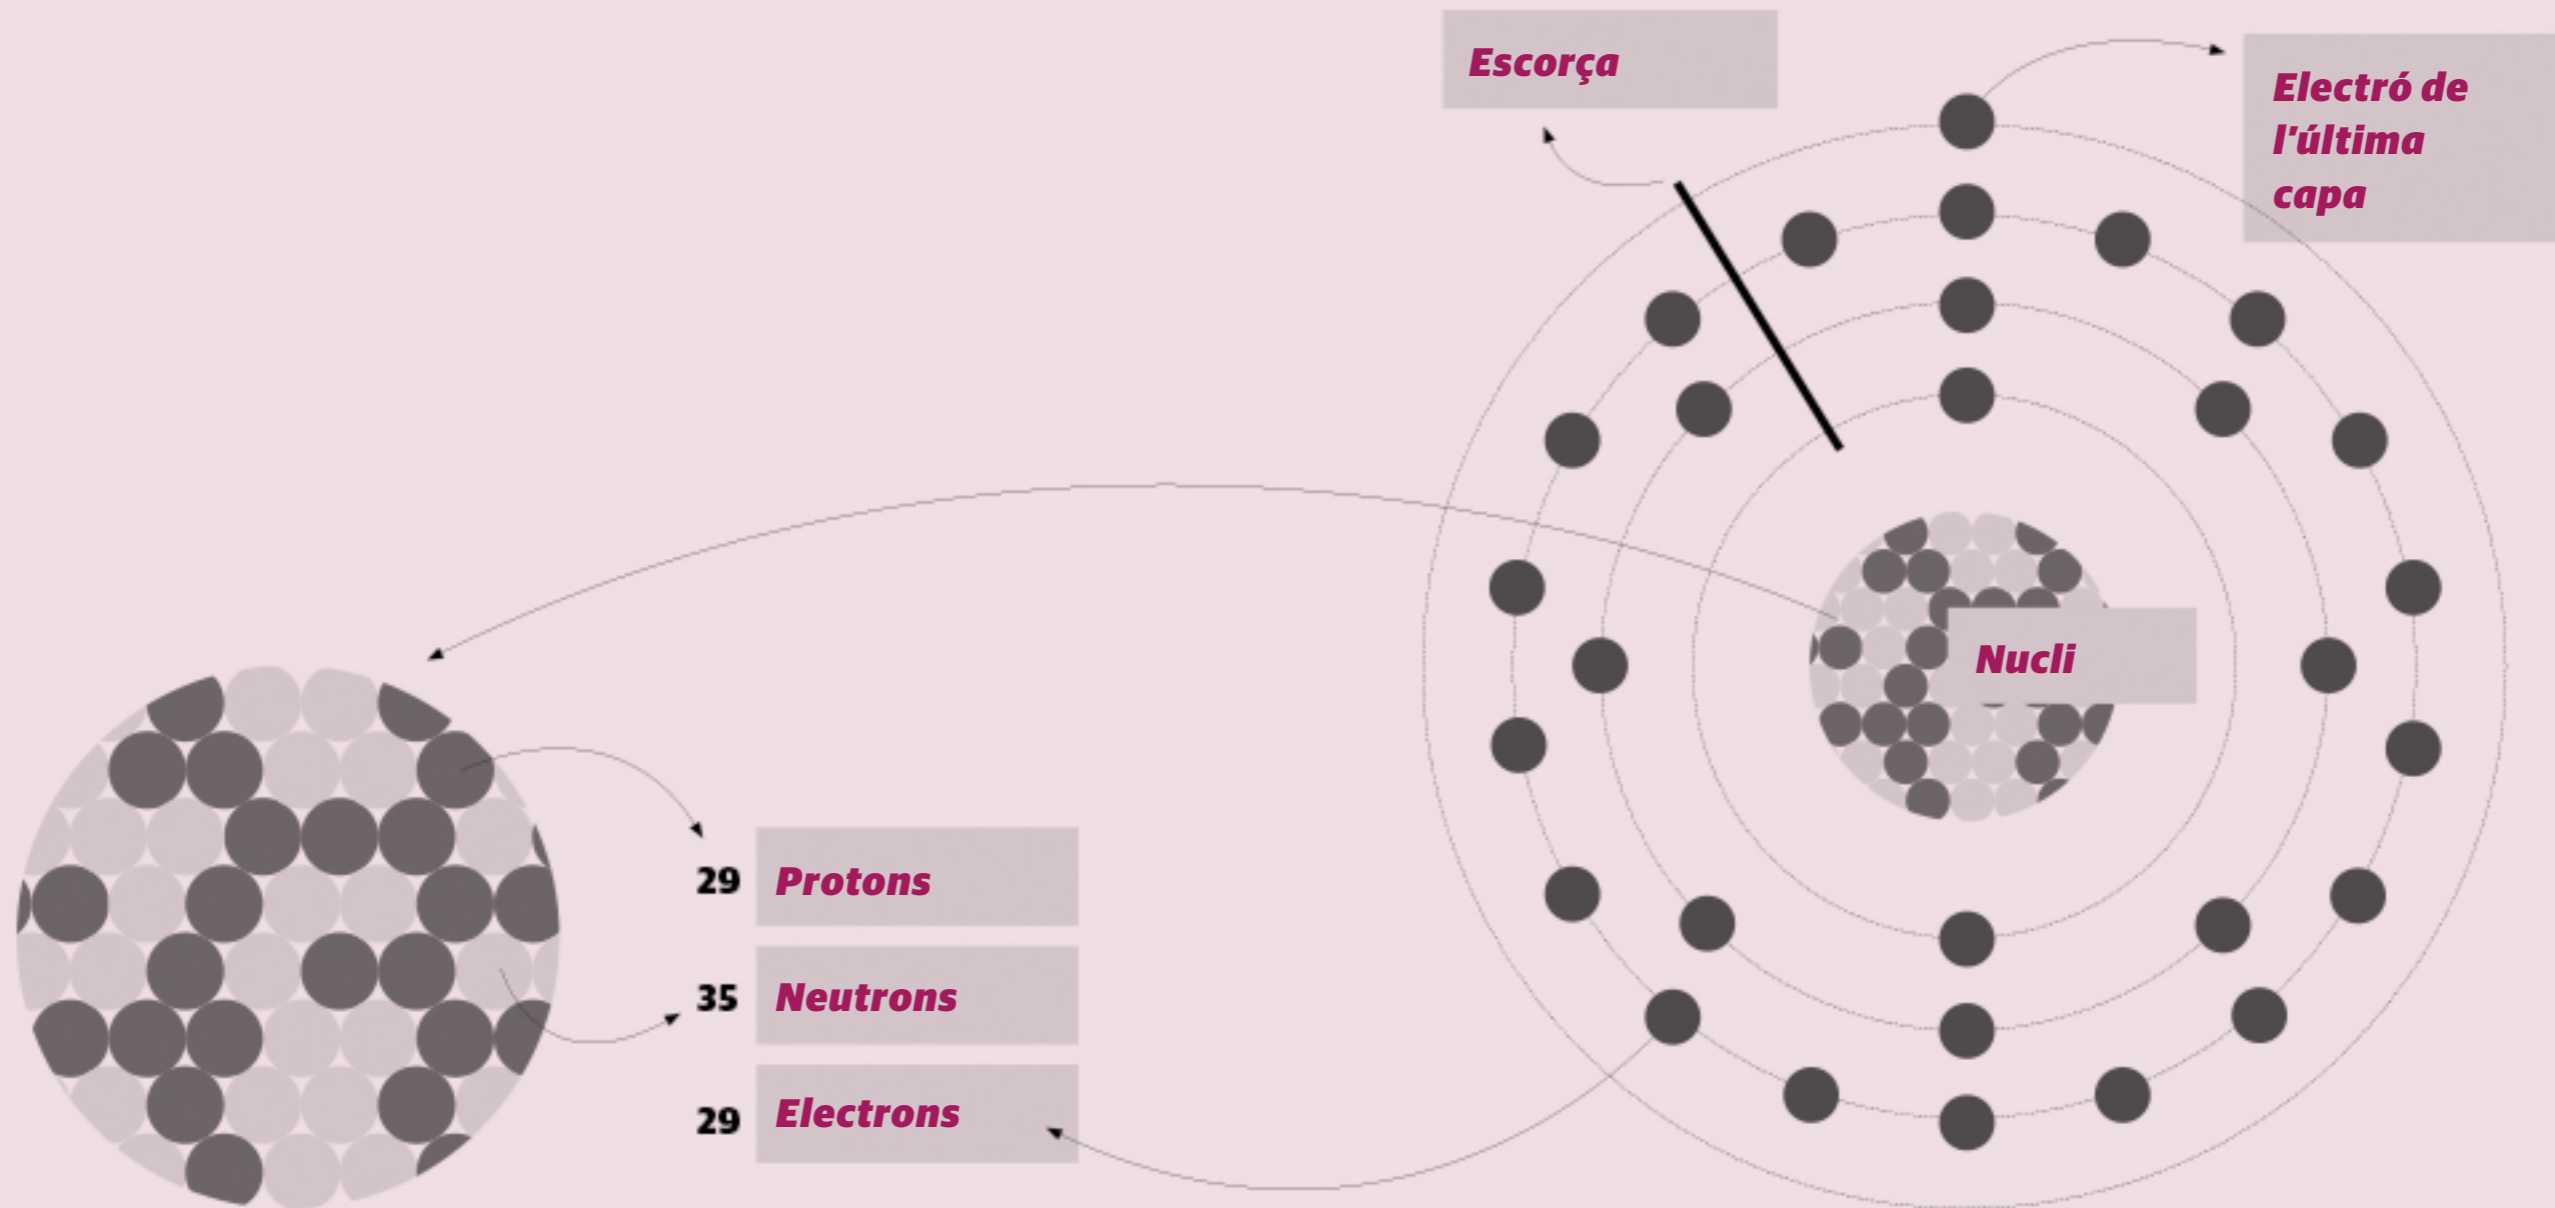 Escorça
Electró de
l'última
capa
Nucli
29 Protons
35 Neutrons
29 Electrons